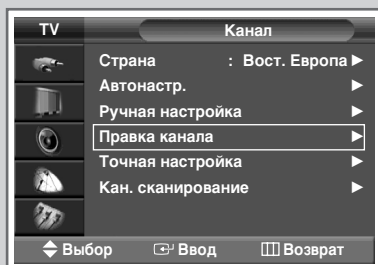 TV Канал
Страна : Вост. Европа
Автонастр.
Ручная настройка
Правка канала
Точная настройка
Кан. сканирование
Выбор Ввод Возврат